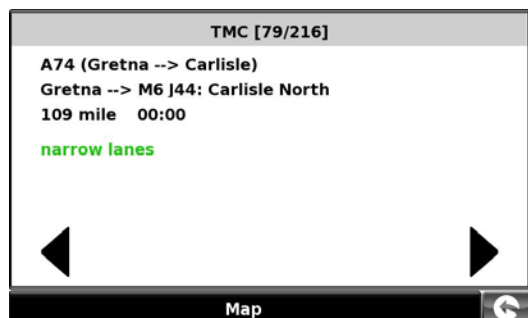 TMC [79/216]
A74 (Gretna --> Carlisle)
Gretna --> M6 J44: Carlisle North
109 mile 00:00
narrow lanes
Map